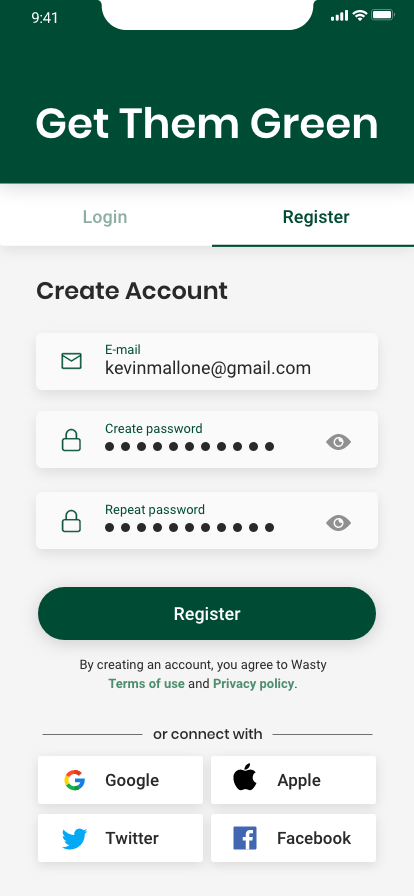 9:41
Get Them Green
Login
Register
Create Account
E-mail
kevinmallone@gmail.com
Create password
Repeat password
Register
By creating an account, you agree to Wasty
Terms of use and Privacy policy.
or connect with
Google
Apple
Twitter
Facebook